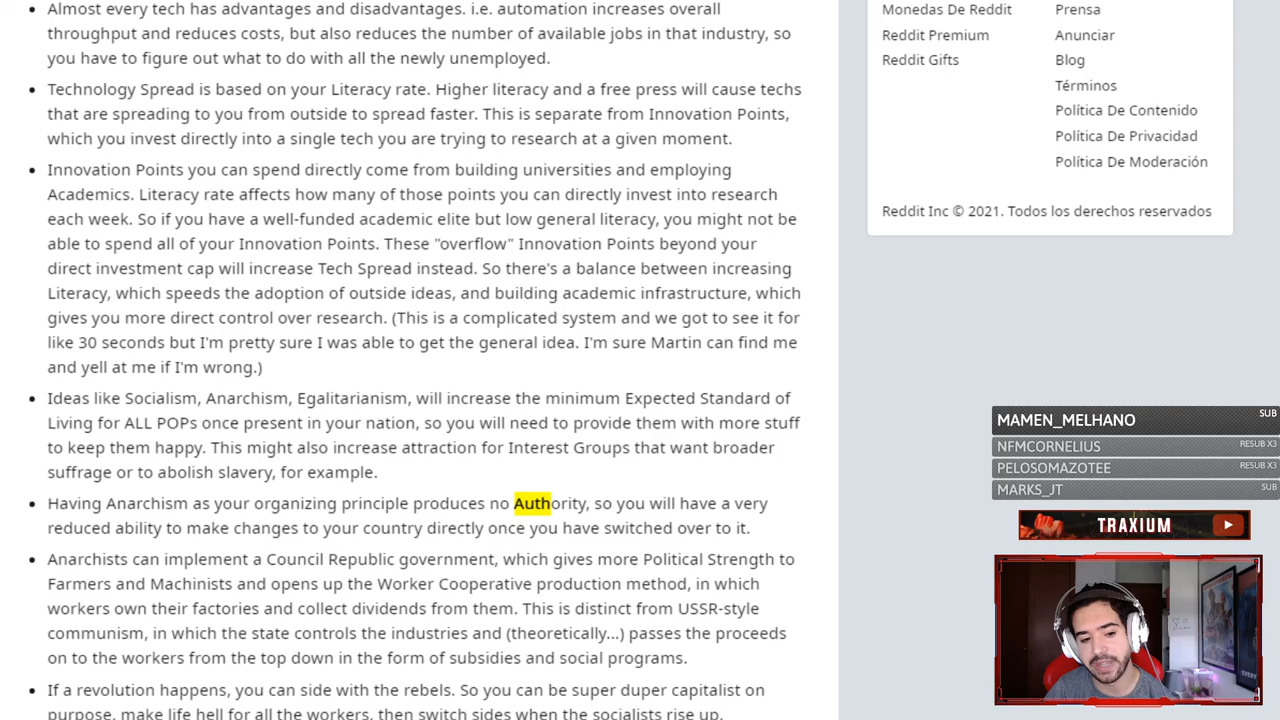 Almost every tech has advantages and disadvantages. i.e. automation increases overall
throughput and reduces costs, but also reduces the number of available jobs in that industry, so
you have to figure out what to do with all the newly unemployed.
Technology Spread is based on your Literacy rate. Higher literacy and a free press will cause techs
that are spreading to you from outside to spread faster. This is separate from Innovation Points,
which you invest directly into a single tech you are trying to research at a given moment.
Innovation Points you can spend directly come from building universities and employing
Academics. Literacy rate affects how many of those points you can directly invest into research
each week. So if you have a well-funded academic elite but low general literacy, you might not be
able to spend all of your Innovation Points. These "overflow" Innovation Points beyond your
direct investment cap will increase Tech Spread instead. So there's a balance between increasing
Literacy, which speeds the adoption of outside ideas, and building academic infrastructure, which
gives you more direct control over research. (This is a complicated system and we got to see it for
like 30 seconds but I'm pretty sure I was able to get the general idea. I'm sure Martin can find me
and yell at me if I'm wrong.)
Ideas like Socialism, Anarchism, Egalitarianism, will increase the minimum Expected Standard of
Living for ALL POPs once present in your nation, so you will need to provide them with more stuff
to keep them happy. This might also increase attraction for Interest Groups that want broader
suffrage or to abolish slavery, for example.
Having Anarchism as your organizing principle produces no Authority, so you will have a very
reduced ability to make changes to your country directly once you have switched over to it.
Anarchists can implement a Council Republic government, which gives more Political Strength to
Farmers and Machinists and opens up the Worker Cooperative production method, in which
workers own their factories and collect dividends from them. This is distinct from USSR-style
communism, in which the state controls the industries and (theoretically...) passes the proceeds
on to the workers from the top down in the form of subsidies and social programs.
If a revolution happens, you can side with the rebels. So you can be super duper capitalist on
purpose, make life hell for all the workers, then switch sides when the socialists rise up.
Monedas De Reddit
Reddit Premium
Reddit Gifts
Prensa
Anunciar
Blog
Términos
Política De Contenido
Política De Privacidad
Política De Moderación
Reddit Inc © 2021. Todos los derechos reservados
MAMEN_MELHANO SUB
NFMCORNELIUS RESUB X3
PELOSOMAZOTEE RESUB X3
MARKS_JT SUB
TRAXIUM